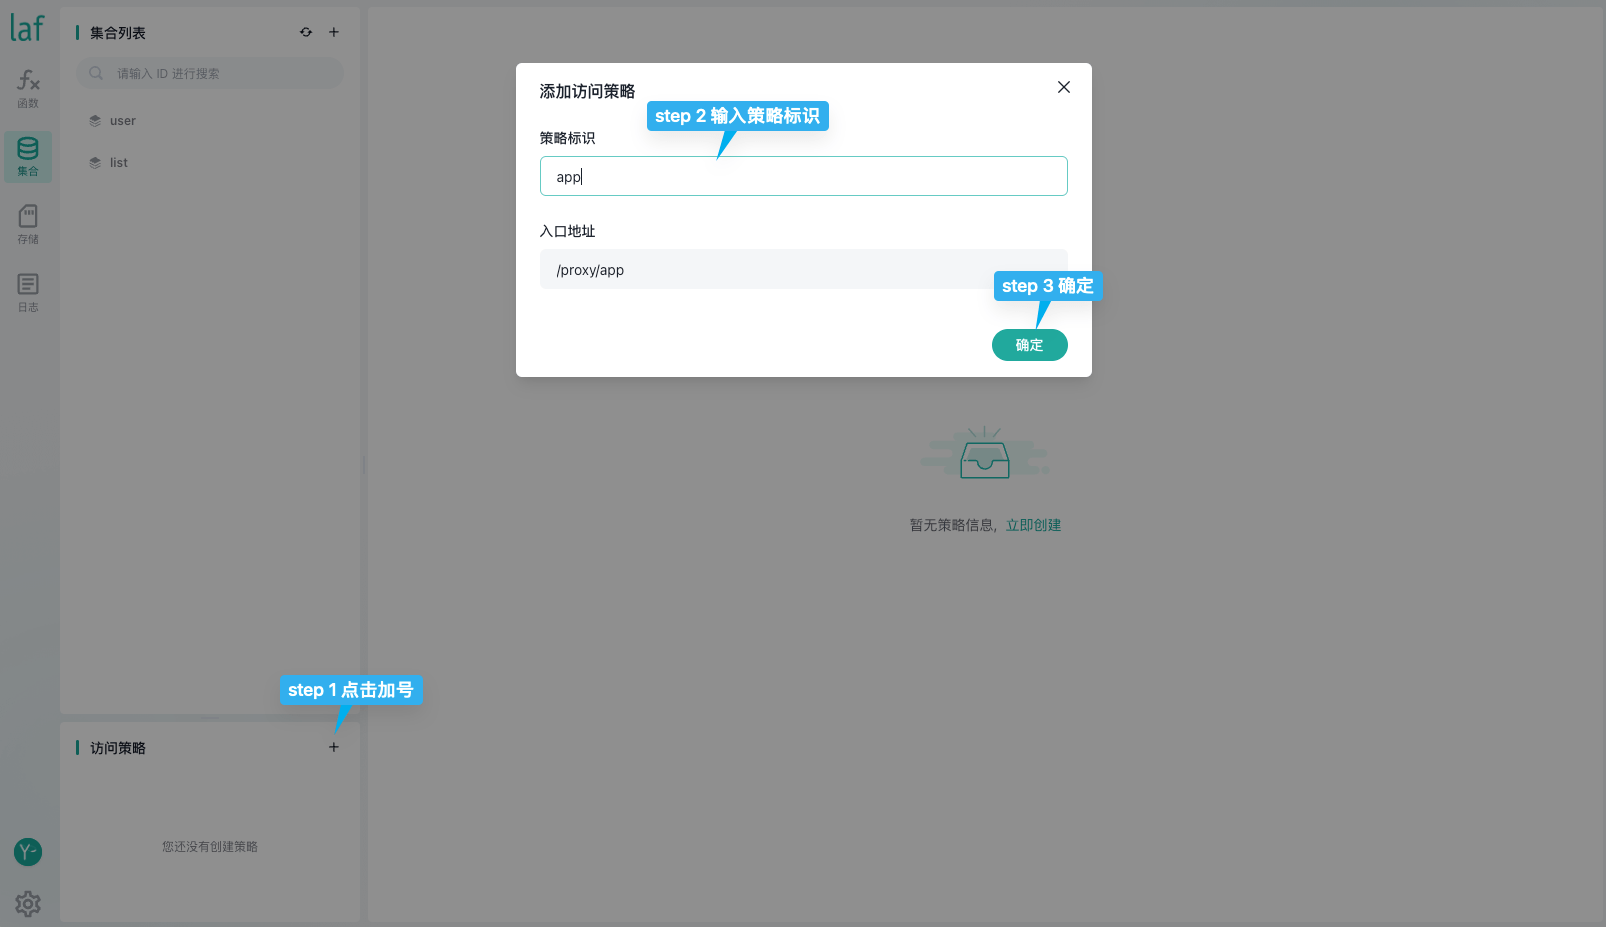 laf
函数
集合
存储
日志
集合列表
请输入 ID 进行搜索
user
list
step 1 点击加号
访问策略
您还没有创建策略
Y-
添加访问策略
step 2 输入策略标识
策略标识
app
入口地址
/proxy/app
step 3 确定
确定
暂无策略信息，立即创建